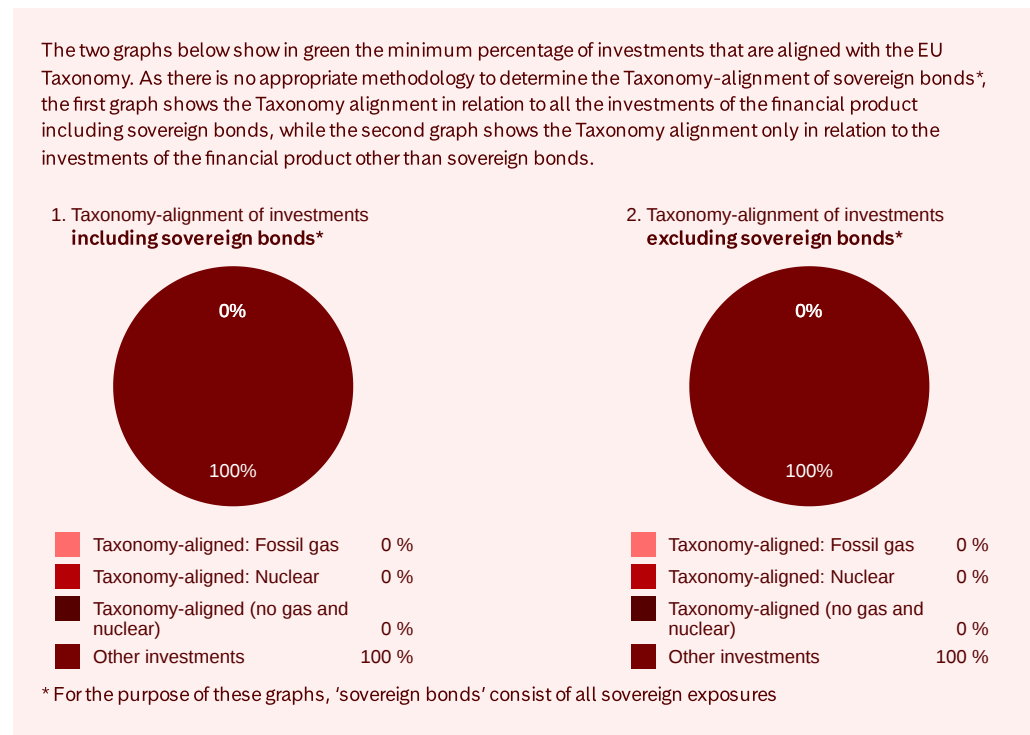 The two graphs below show in green the minimum percentage of investments that are aligned with the EU
Taxonomy. As there is no appropriate methodology to determine the Taxonomy-alignment of sovereign bonds*,
the first graph shows the Taxonomy alignment in relation to all the investments of the financial product
including sovereign bonds, while the second graph shows the Taxonomy alignment only in relation to the
investments of the financial product other than sovereign bonds.
1. Taxonomy-alignment of investments
including sovereign bonds*
0%
100%
Taxonomy-aligned: Fossil gas 0 %
Taxonomy-aligned: Nuclear 0 %
Taxonomy-aligned (no gas and
nuclear) 0 %
Other investments 100 %
2. Taxonomy-alignment of investments
excluding sovereign bonds*
0%
100%
Taxonomy-aligned: Fossil gas 0 %
Taxonomy-aligned: Nuclear 0 %
Taxonomy-aligned (no gas and
nuclear) 0 %
Other investments 100 %
* For the purpose of these graphs, ‘sovereign bonds’ consist of all sovereign exposures